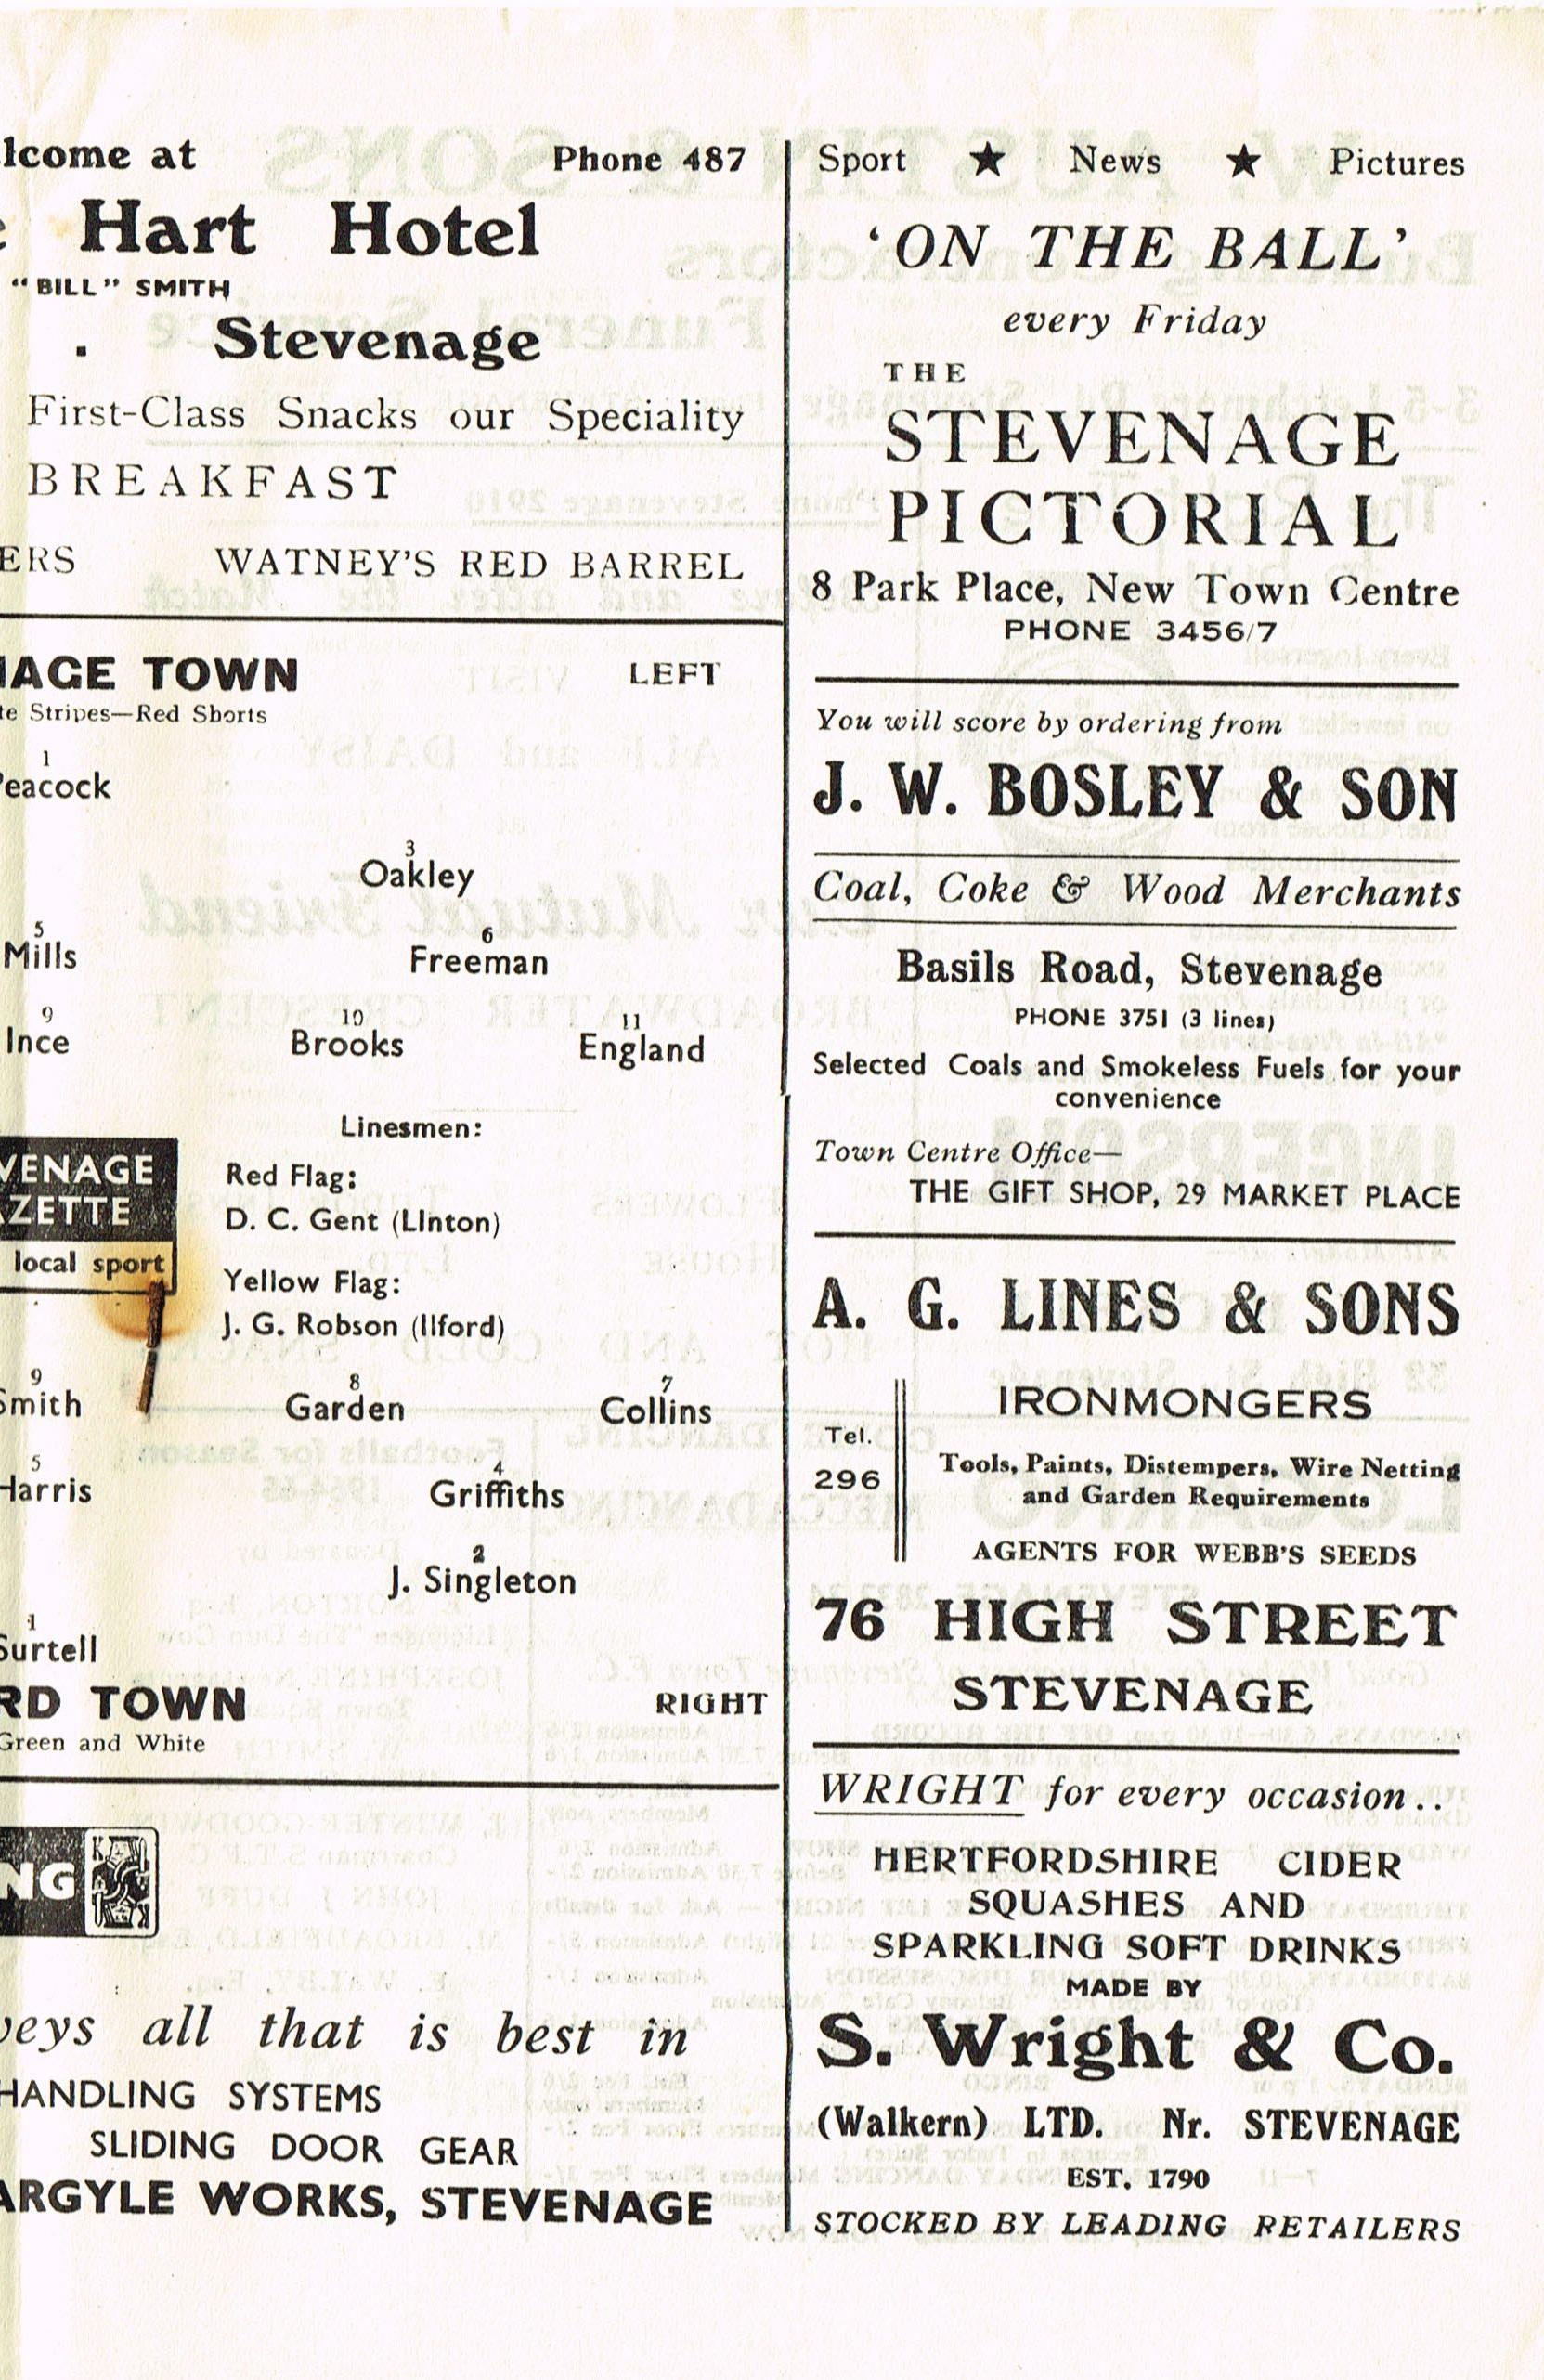 lcome at Phone 487
Hart Hotel
"BILL" SMITH
. Stevenage
First-Class Snacks our Speciality
BREAKFAST
ERS WATNEY'S RED BARREL
NAGE TOWN LEFT
te Stripes—Red Shorts
1
Peacock
3
Oakley
5 6
Mills Freeman
9 10 11
Ince Brooks England
Linesmen:
VENAGE
ZETTE
local sport
Red Flag:
D. C. Gent (LInton)
Yellow Flag:
J. G. Robson (Ilford)
9 8 7
Smith Garden Collins
5 4
Harris Griffiths
2
J. Singleton
1
Surtell
RD TOWN RIGHT
Green and White
NG
veys all that is best in
HANDLING SYSTEMS
SLIDING DOOR GEAR
ARGYLE WORKS, STEVENAGE
Sport ★ News ★ Pictures
'ON THE BALL'
every Friday
THE
STEVENAGE
PICTORIAL
8 Park Place, New Town Centre
PHONE 3456/7
You will score by ordering from
J. W. BOSLEY & SON
Coal, Coke & Wood Merchants
Basils Road, Stevenage
PHONE 3751 (3 lines)
Selected Coals and Smokeless Fuels for your
convenience
Town Centre Office—
THE GIFT SHOP, 29 MARKET PLACE
A. G. LINES & SONS
Tel.
296
IRONMONGERS
Tools, Paints, Distempers, Wire Netting
and Garden Requirements
AGENTS FOR WEBB'S SEEDS
76 HIGH STREET
STEVENAGE
WRIGHT for every occasion..
HERTFORDSHIRE CIDER
SQUASHES AND
SPARKLING SOFT DRINKS
MADE BY
S. Wright & Co.
(Walkern) LTD. Nr. STEVENAGE
EST. 1790
STOCKED BY LEADING RETAILERS